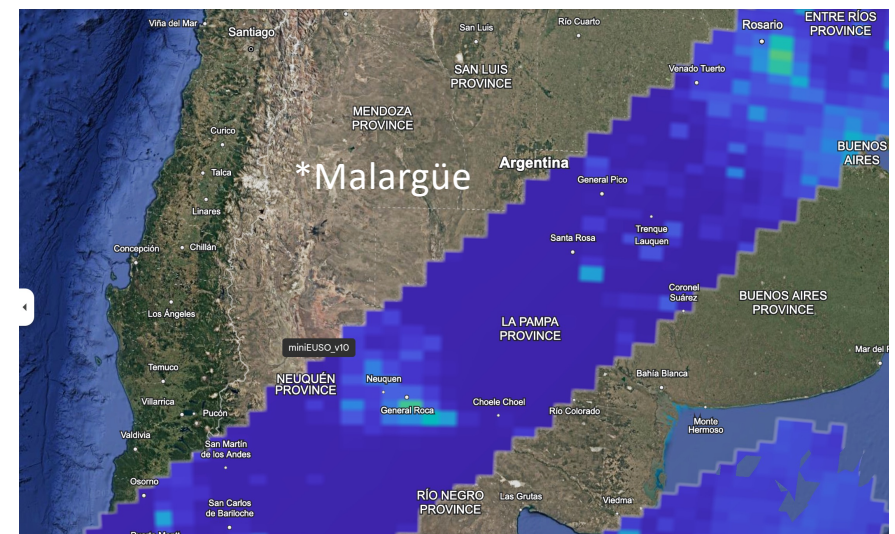 ENTRE RÍOS
PROVINCE
Viña del Mar
Santiago
San Luis
Río Cuarto
Rosario
SAN LUIS
PROVINCE
Venado Tuerto
MENDOZA
PROVINCE
Curico
BUENOS
AIRES
Argentina
Talca
*Malargüe
General Pico
Linares
Trenque
Lauquen
Concepción
Chillán
Santa Rosa
Coronel
Suárez
BUENOS AIRES
PROVINCE
Los Ángeles
LA PAMPA
PROVINCE
miniEUSO_v10
Mar del P
Temuco
NEUQUÉN
PROVINCE
Neuquen
Bahía Blanca
Villarrica
Pucón
General Roca
Choele Choel
Río Colorado
Monte
Hermoso
Valdivia
San Martín
de los Andes
Osorno
San Carlos
de Bariloche
RÍO NEGRO
PROVINCE
Las Grutas
Viedma